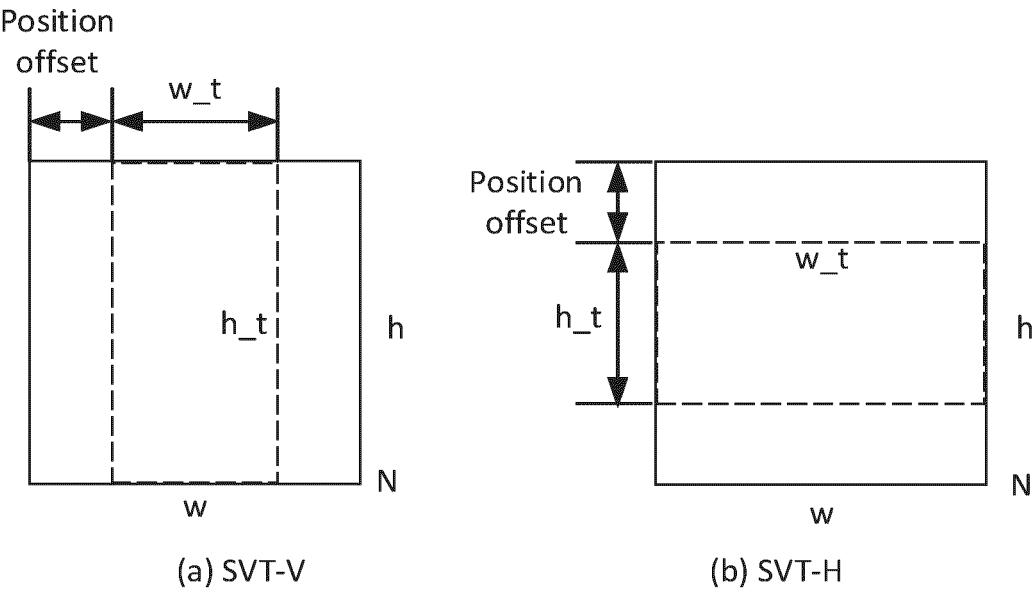 Position
offset
w_t
h_t
h
N
w
(a) SVT-V
Position
offset
w_t
h_t
h
N
w
(b) SVT-H